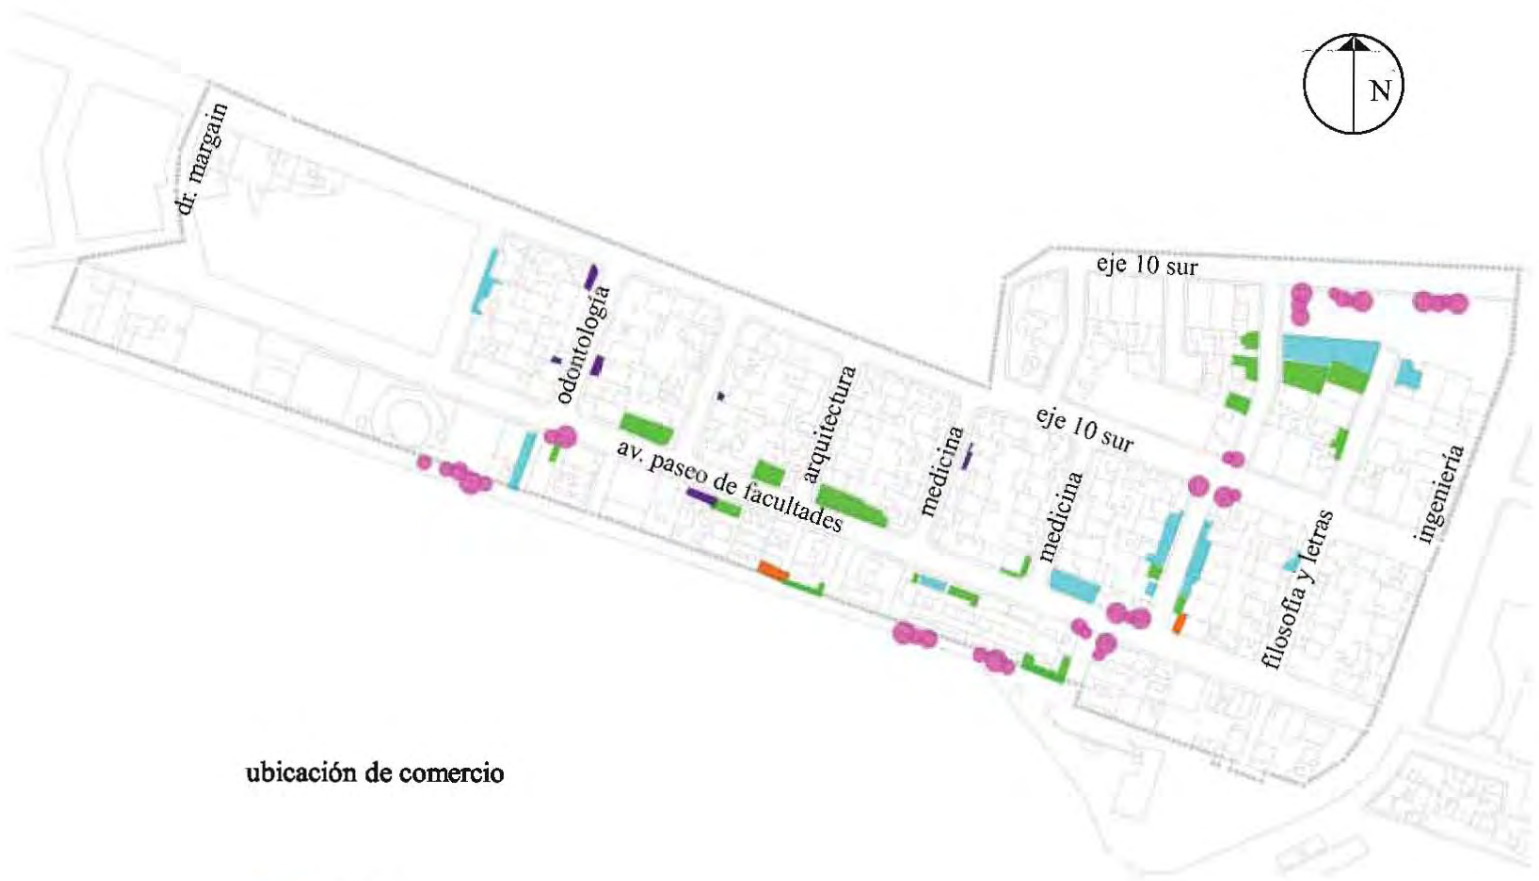 N
dr. margain
eje 10 sur
odontología
arquitectura
medicina
eje 10 sur
av. paseo de facultades
medicina
ingeniería
filosofía y letras
ubicación de comercio